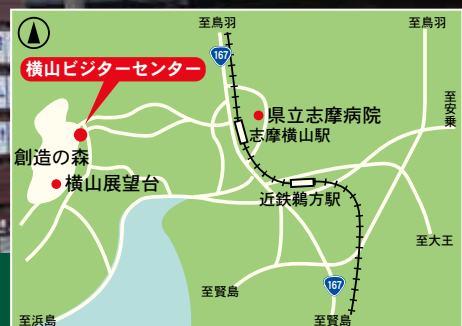 至鳥羽
至鳥羽
167
横山ビジターセンター
至安乗
県立志摩病院
志摩横山駅
創造の森
横山展望台
近鉄鵜方駅
至大王
167
至賢島
至浜島
至賢島